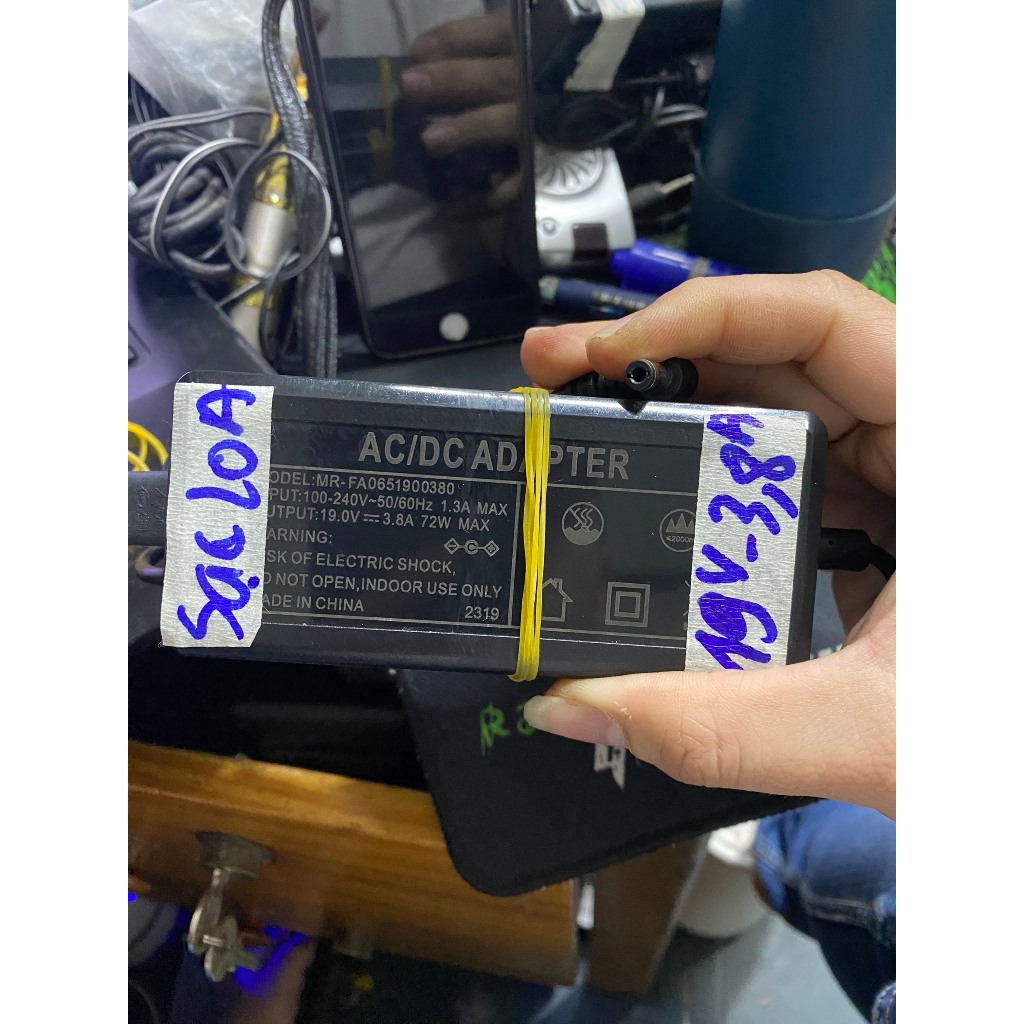 SẠC LOA
AC/DC ADAPTER
ODEL:MR-FA0651900380
PUT:100-240V~50/60Hz 1.3A MAX
UTPUT:19.0V⎓3.8A 72W MAX
ARNING:
SK OF ELECTRIC SHOCK,
O NOT OPEN,INDOOR USE ONLY
ADE IN CHINA 2319
≤2000m
19V-3,8A